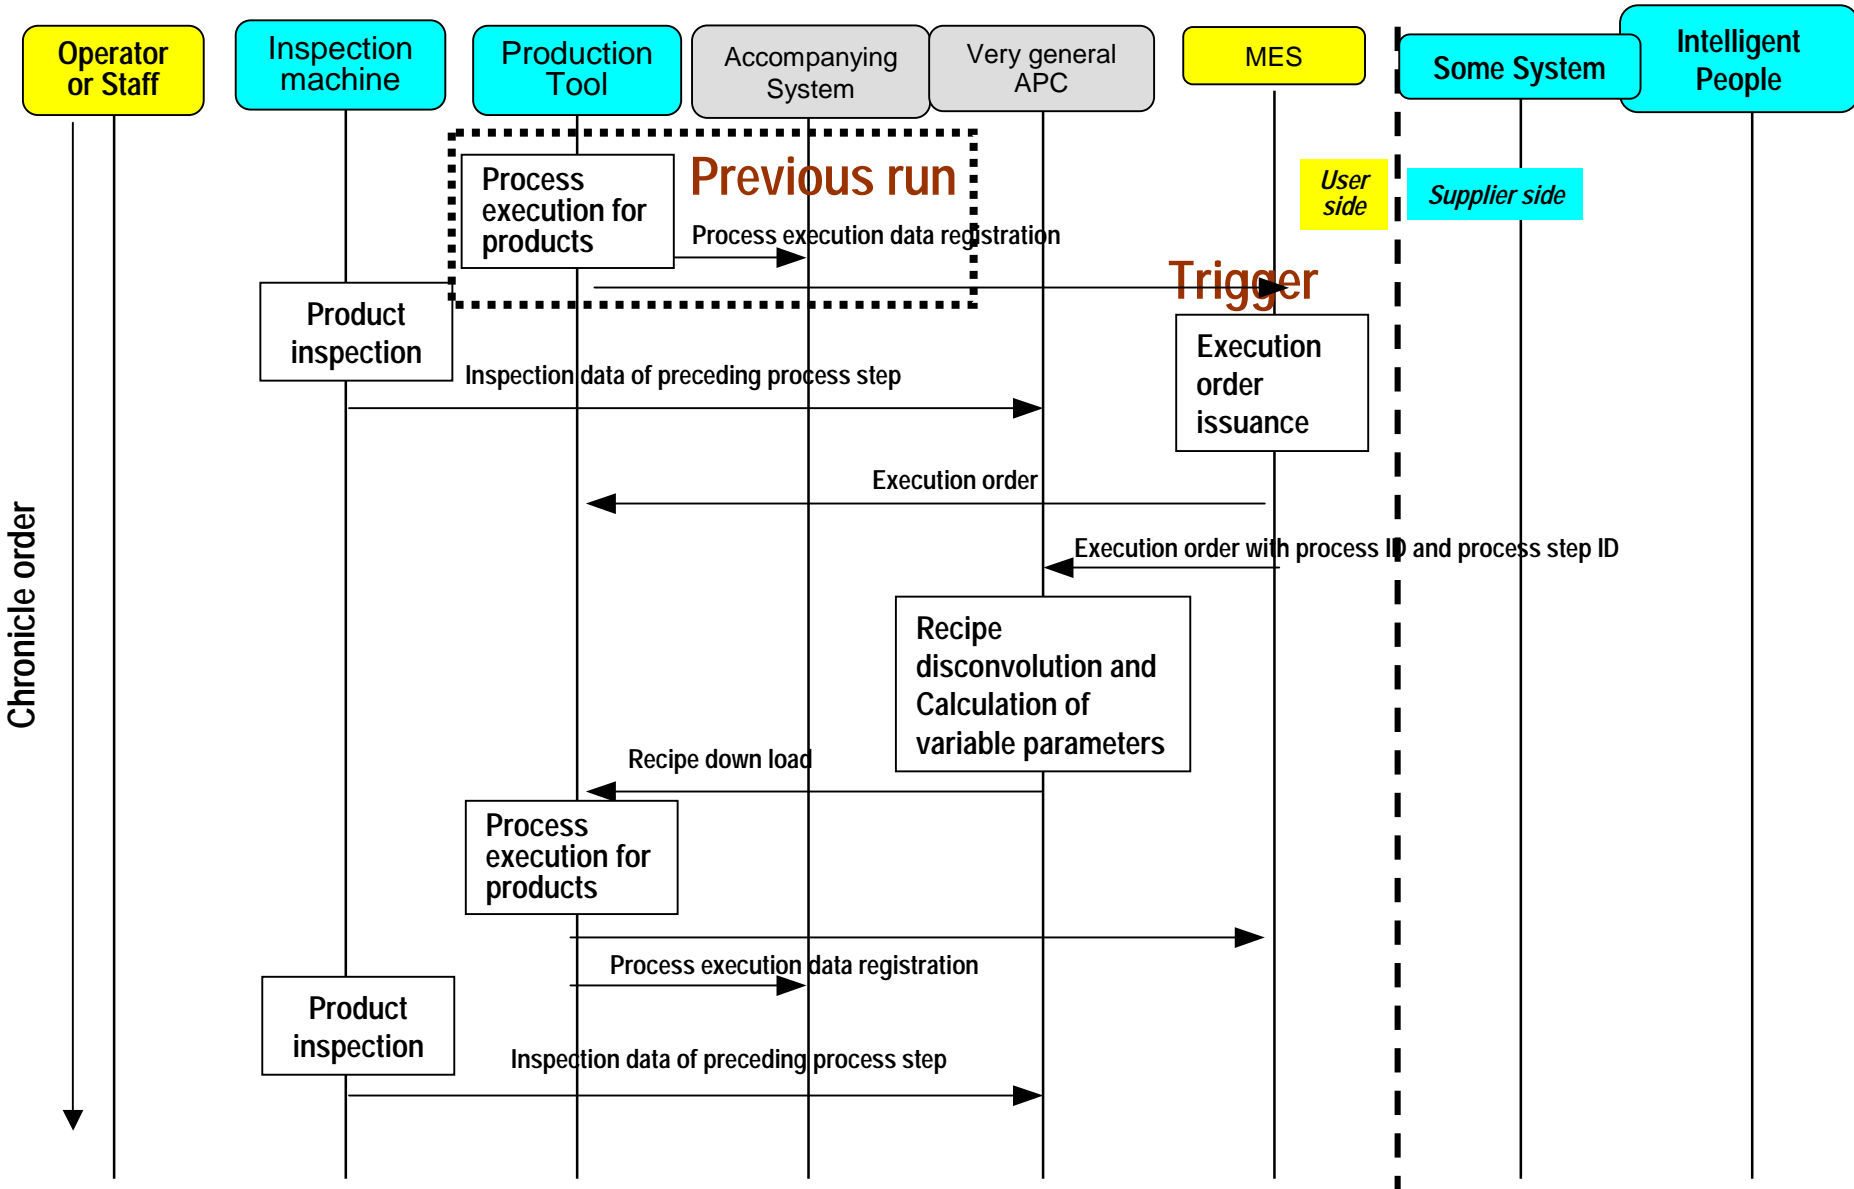 Operator
or Staff
Inspection
machine
Production
Tool
Accompanying
System
Very general
APC
MES
Some System
Intelligent
People
Process
execution for
products
Previous run
User
side
Supplier side
Process execution data registration
Trigger
Product
inspection
Execution
order
issuance
Inspection data of preceding process step
Execution order
Execution order with process ID and process step ID
Chronicle order
Recipe
disconvolution and
Calculation of
variable parameters
Recipe down load
Process
execution for
products
Process execution data registration
Product
inspection
Inspection data of preceding process step